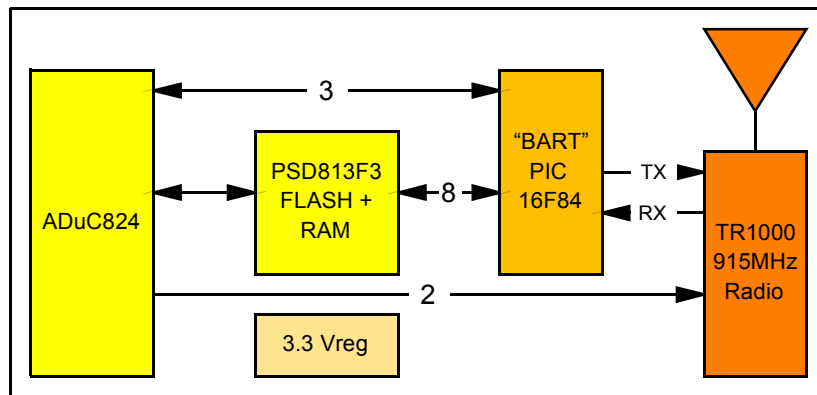 3
ADuC824
PSD813F3
FLASH +
RAM
8
“BART”
PIC
16F84
TX
RX
TR1000
915MHz
Radio
2
3.3 Vreg